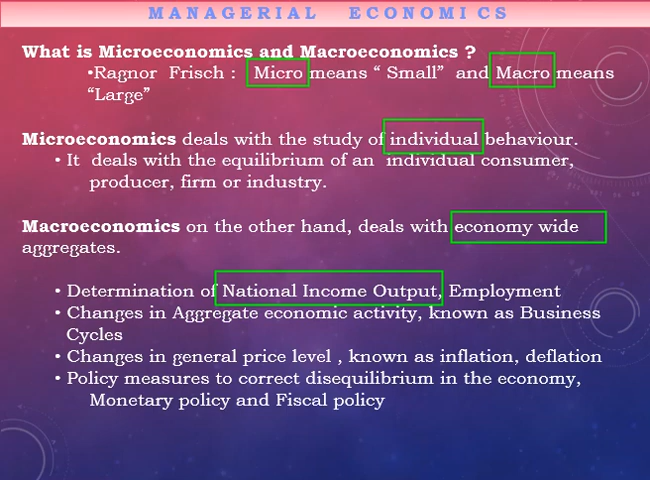 MANAGERIAL ECONOMICS
What is Microeconomics and Macroeconomics ?
•Ragnor Frisch : Micro means “ Small” and Macro means
“Large”
Microeconomics deals with the study of individual behaviour.
• It deals with the equilibrium of an individual consumer,
producer, firm or industry.
Macroeconomics on the other hand, deals with economy wide
aggregates.
• Determination of National Income Output, Employment
• Changes in Aggregate economic activity, known as Business
Cycles
• Changes in general price level , known as inflation, deflation
• Policy measures to correct disequilibrium in the economy,
Monetary policy and Fiscal policy